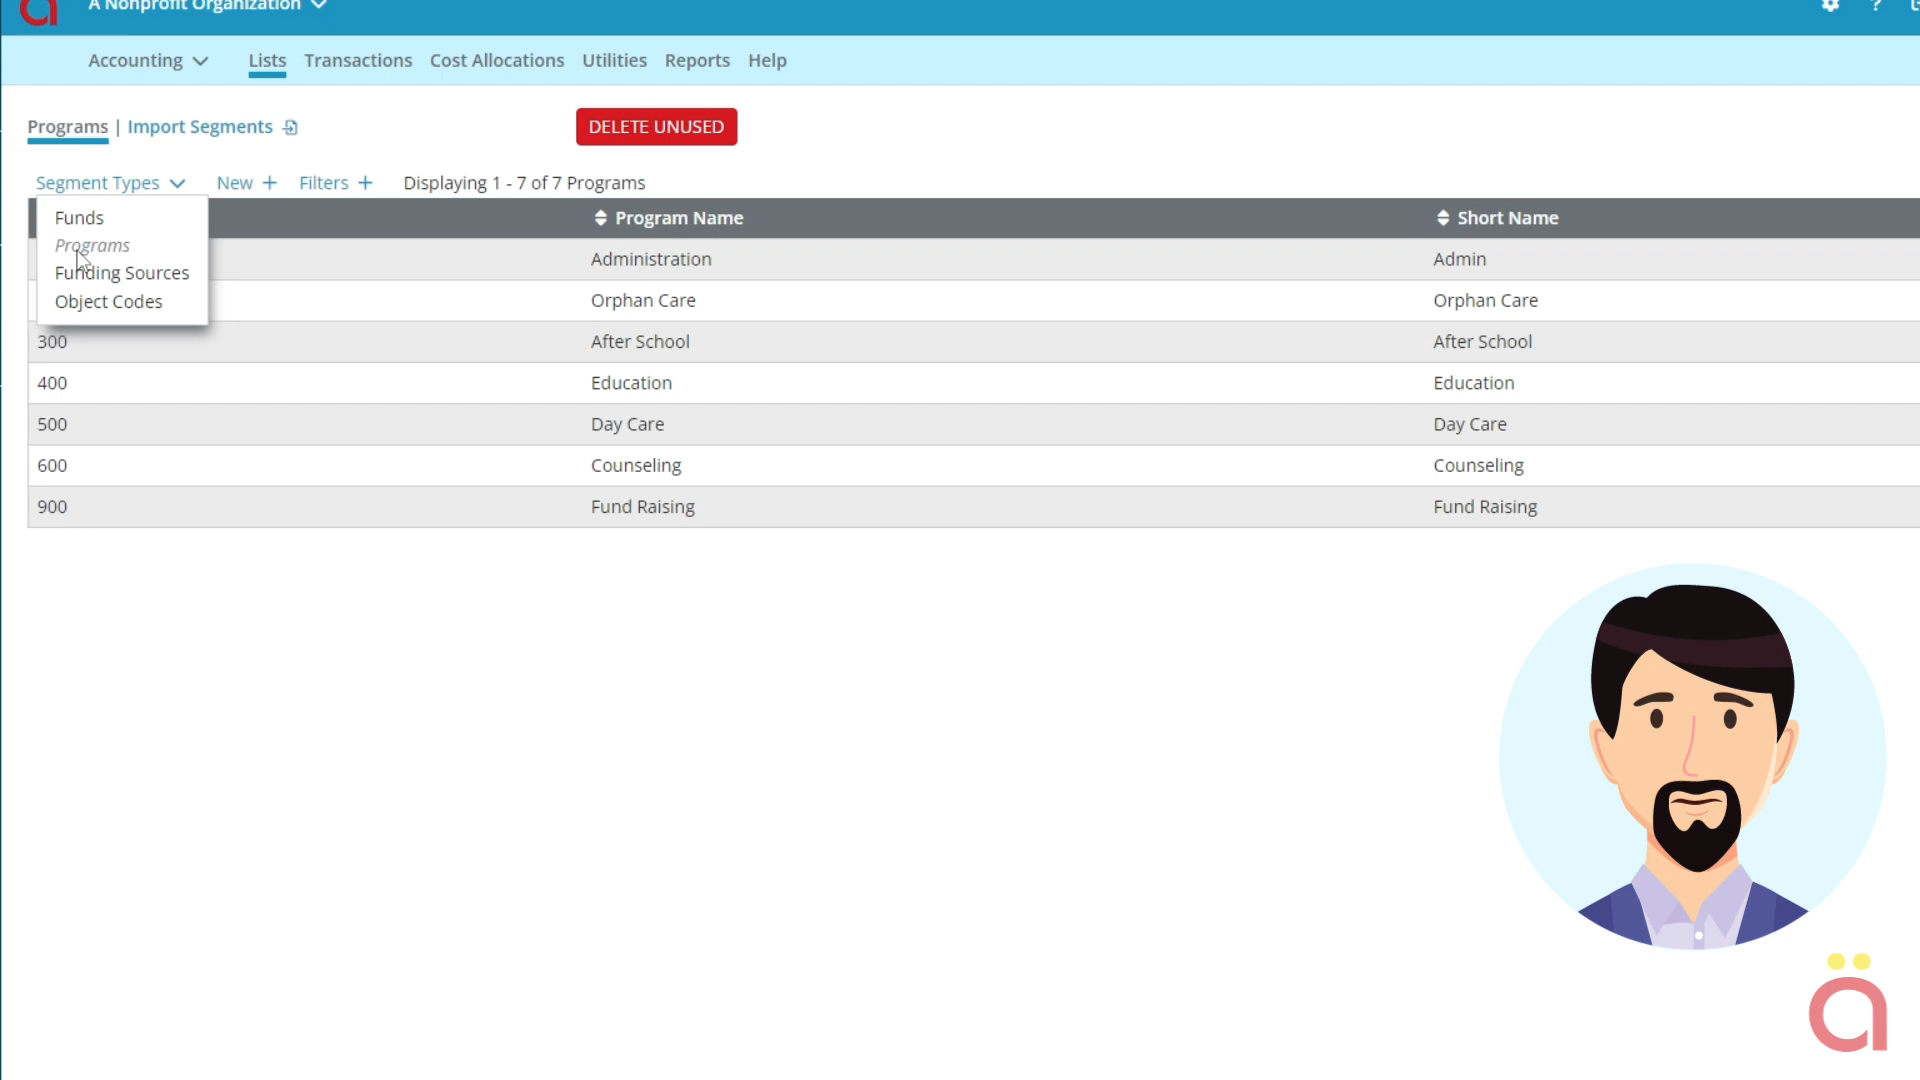 A Nonprofit Organization
?
Accounting Lists Transactions Cost Allocations Utilities Reports Help
Programs | Import Segments
DELETE UNUSED
Segment Types New + Filters + Displaying 1 - 7 of 7 Programs
Funds
Programs
Funding Sources
Object Codes
Program Name Short Name
Administration Admin
Orphan Care Orphan Care
300 After School After School
400 Education Education
500 Day Care Day Care
600 Counseling Counseling
900 Fund Raising Fund Raising
ä